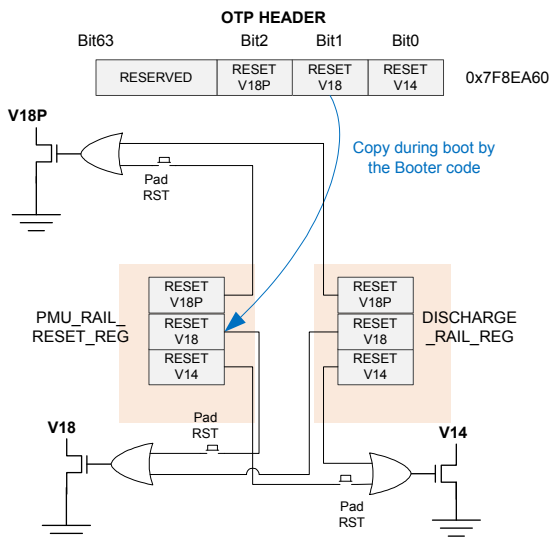 OTP HEADER
Bit63 Bit2 Bit1 Bit0
RESERVED
RESET
V18P
RESET
V18
RESET
V14
0x7F8EA60
V18P
Pad
RST
Copy during boot by
the Booter code
PMU_RAIL_
RESET_REG
RESET
V18P
RESET
V18
RESET
V14
RESET
V18P
RESET
V18
RESET
V14
DISCHARGE
_RAIL_REG
V18
Pad
RST
V14
Pad
RST